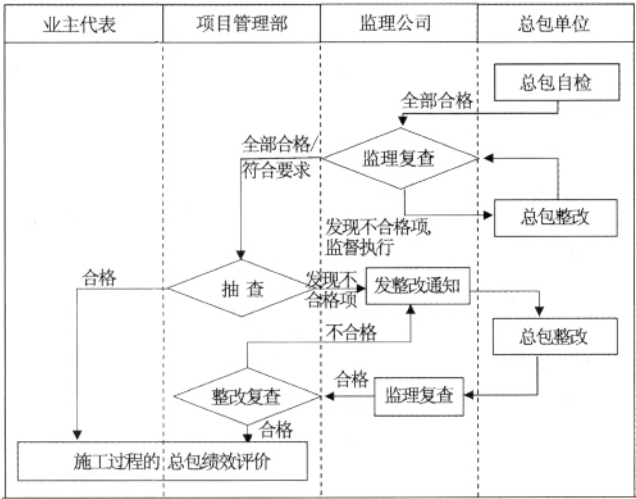 业主代表
项目管理部
监理公司
总包单位
总包自检
全部合格
全部合格/
符合要求
监理复查
总包整改
发现不合格项,
监督执行
合格
抽 查
发现不
合格项
发整改通知
总包整改
不合格
整改复查
合格
监理复查
合格
施工过程的 总包绩效评价